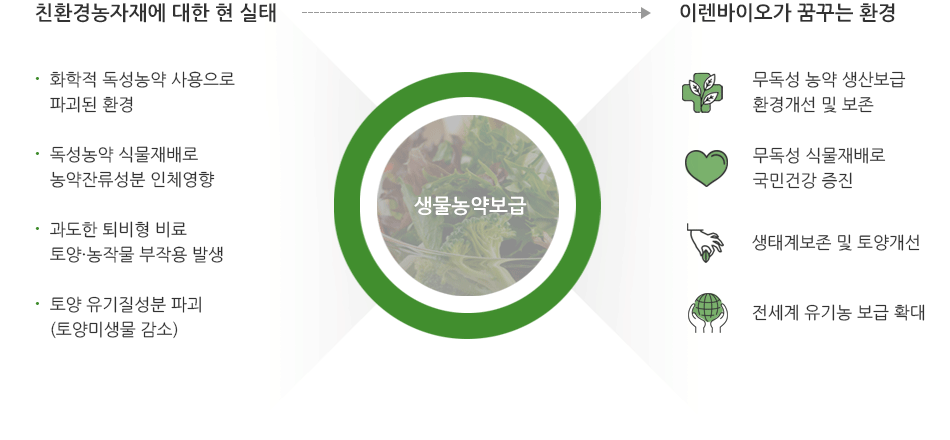 친환경농자재에 대한 현 실태
이렌바이오가 꿈꾸는 환경
· 화학적 독성농약 사용으로
파괴된 환경
· 독성농약 식물재배로
농약잔류성분 인체영향
· 과도한 퇴비형 비료
토양·농작물 부작용 발생
· 토양 유기질성분 파괴
(토양미생물 감소)
생물농약보급
무독성 농약 생산보급
환경개선 및 보존
무독성 식물재배로
국민건강 증진
생태계보존 및 토양개선
전세계 유기농 보급 확대